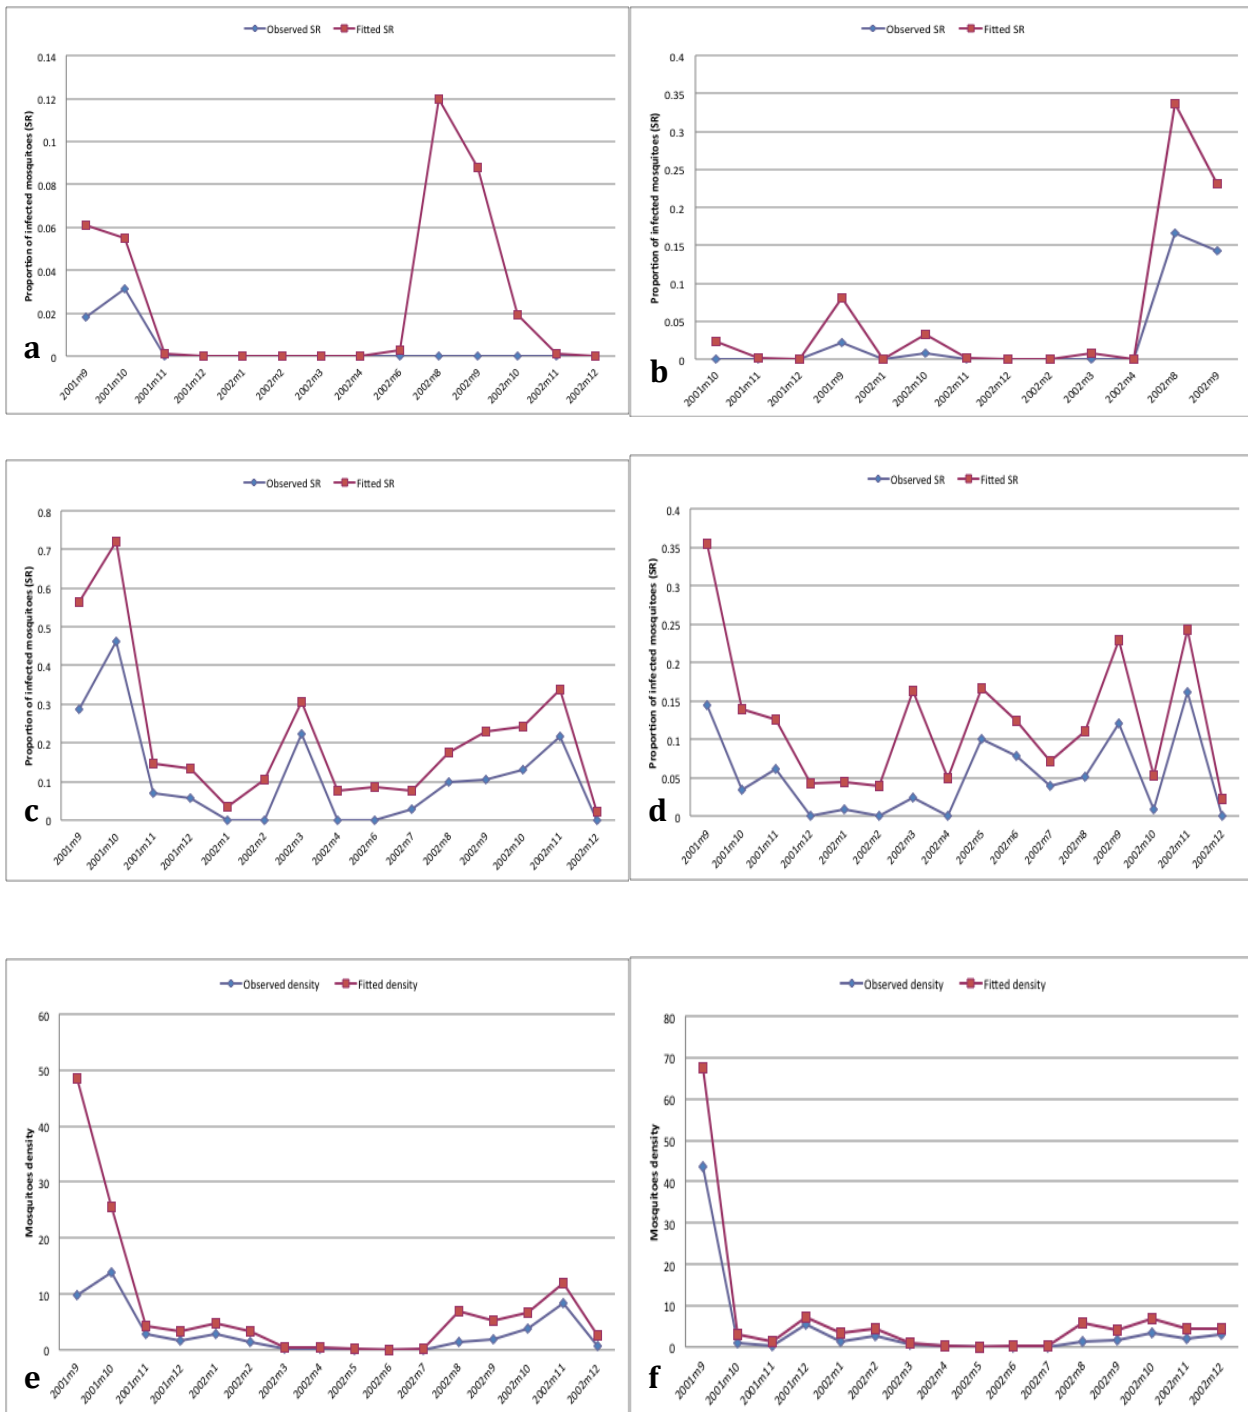 Observed SR Fitted SR
Proportion of infected mosquitoes (SR)
0.14
0.12
0.1
0.08
0.06
0.04
0.02
0
a
2001m9 2001m10 2001m11 2001m12 2002m1 2002m2 2002m3 2002m4 2002m6 2002m8 2002m9 2002m10 2002m11 2002m12
Observed SR Fitted SR
Proportion of infected mosquitoes (SR)
0.4
0.35
0.3
0.25
0.2
0.15
0.1
0.05
0
b
2001m10 2001m11 2001m12 2001m9 2002m1 2002m10 2002m11 2002m12 2002m2 2002m3 2002m4 2002m8 2002m9
Observed SR Fitted SR
Proportion of infected mosquitoes (SR)
0.8
0.7
0.6
0.5
0.4
0.3
0.2
0.1
0
c
2001m9 2001m10 2001m11 2001m12 2002m1 2002m2 2002m3 2002m4 2002m6 2002m7 2002m8 2002m9 2002m10 2002m11 2002m12
Observed SR Fitted SR
Proportion of infected mosquitoes (SR)
0.4
0.35
0.3
0.25
0.2
0.15
0.1
0.05
0
d
2001m9 2001m10 2001m11 2001m12 2002m1 2002m2 2002m3 2002m4 2002m5 2002m6 2002m7 2002m8 2002m9 2002m10 2002m11 2002m12
Observed density Fitted density
Mosquitoes density
60
50
40
30
20
10
0
e
2001m9 2001m10 2001m11 2001m12 2002m1 2002m2 2002m3 2002m4 2002m5 2002m6 2002m7 2002m8 2002m9 2002m10 2002m11 2002m12
Observed density Fitted density
Mosquitoes density
80
70
60
50
40
30
20
10
0
f
2001m9 2001m10 2001m11 2001m12 2002m1 2002m2 2002m3 2002m4 2002m5 2002m6 2002m7 2002m8 2002m9 2002m10 2002m11 2002m12